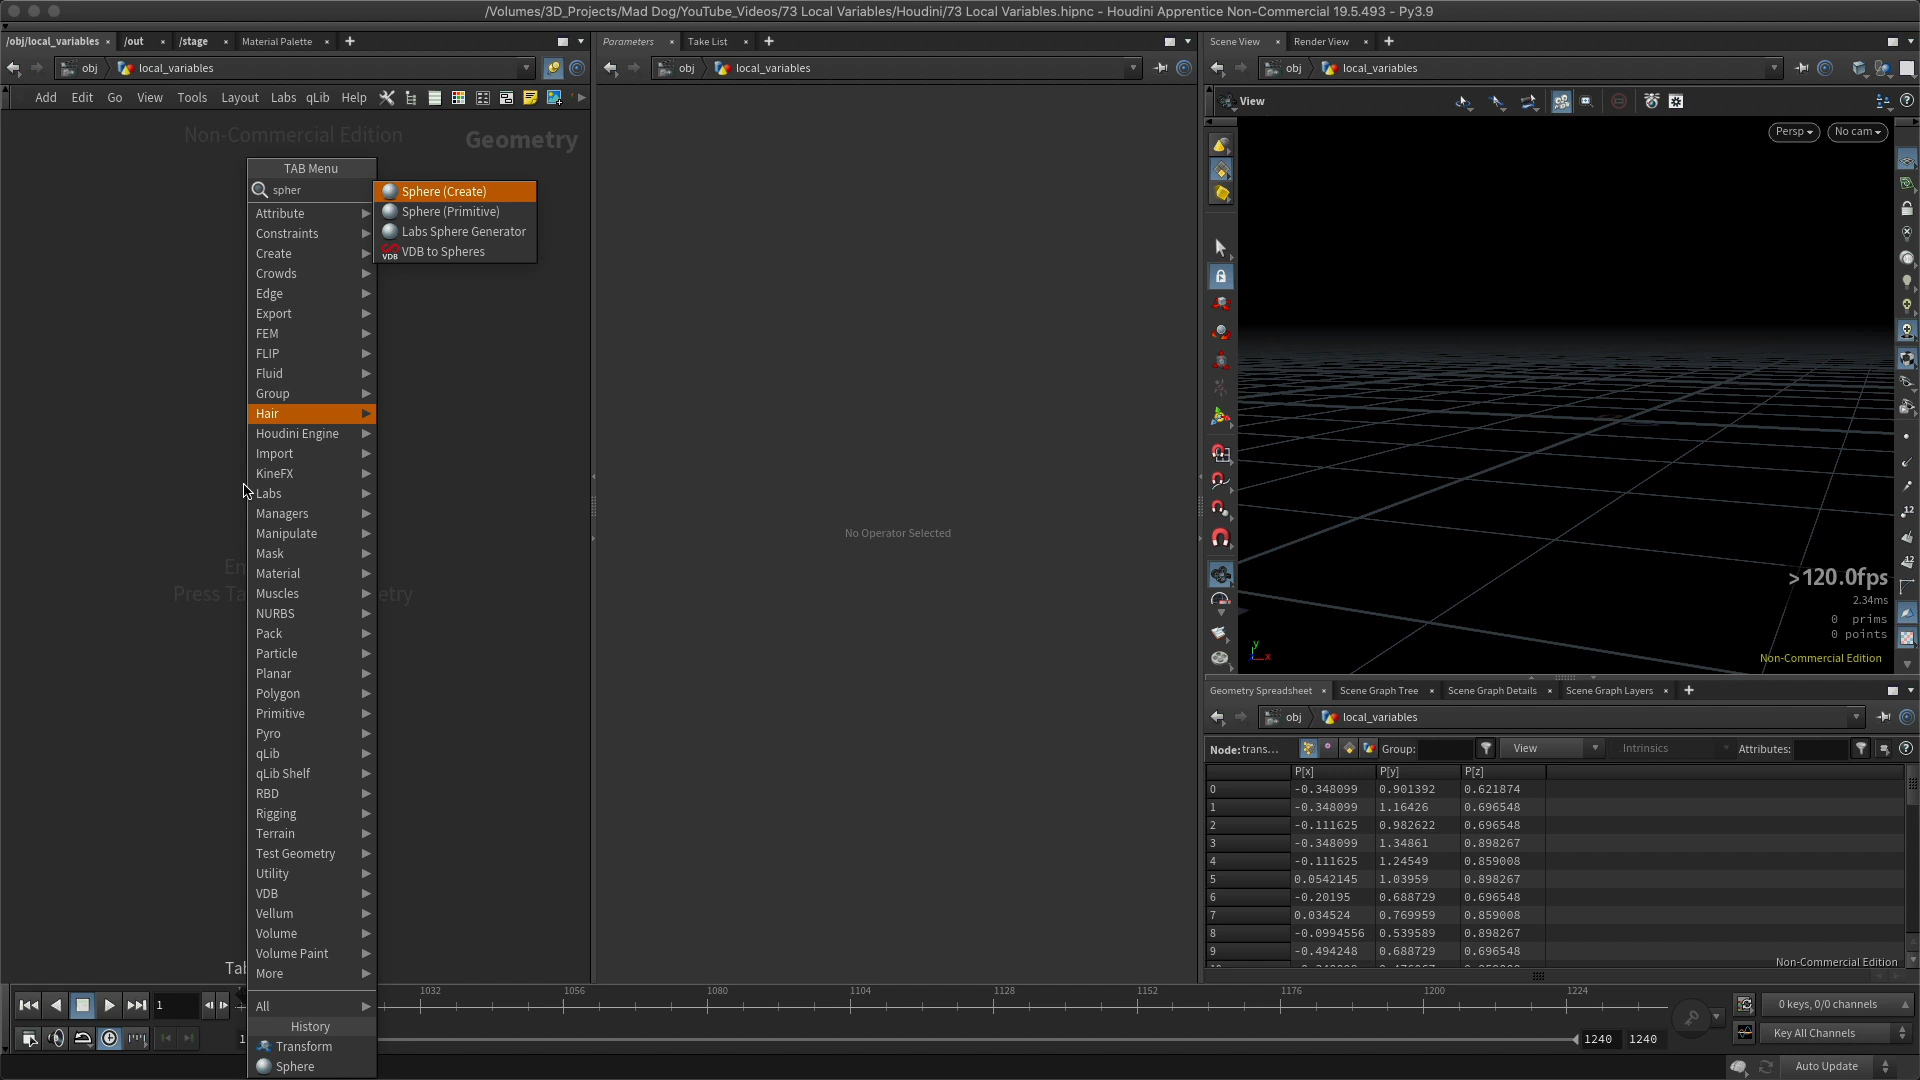 /Volumes/3D_Projects/Mad Dog/YouTube_Videos/73 Local Variables/Houdini/73 Local Variables.hipnc - Houdini Apprentice Non-Commercial 19.5.493 - Py3.9
/obj/local_variables /out /stage Material Palette
Parameters Take List
Scene View Render View
obj local_variables
obj local_variables
obj local_variables
Add Edit Go View Tools Layout Labs qLib Help
View
Non-Commercial Edition
Geometry
Persp No cam
TAB Menu
spher
Sphere (Create)
Sphere (Primitive)
Labs Sphere Generator
VDB to Spheres
Attribute
Constraints
Create
Crowds
Edge
Export
FEM
FLIP
Fluid
Group
Hair
Houdini Engine
Import
KineFX
Labs
Managers
Manipulate
Mask
Material
Muscles
NURBS
Pack
Particle
Planar
Polygon
Primitive
Pyro
qLib
qLib Shelf
RBD
Rigging
Terrain
Test Geometry
Utility
VDB
Vellum
Volume
Volume Paint
More
All
History
Transform
Sphere
Press
Tab
No Operator Selected
>120.0fps
2.34ms
0 prims
0 points
Non-Commercial Edition
y
x
12
12
Geometry Spreadsheet Scene Graph Tree Scene Graph Details Scene Graph Layers
obj local_variables
Node: trans... Group: View Intrinsics Attributes:
P[x] P[y] P[z]
0 -0.348099 0.901392 0.621874
1 -0.348099 1.16426 0.696548
2 -0.111625 0.982622 0.696548
3 -0.348099 1.34861 0.898267
4 -0.111625 1.24549 0.859008
5 0.0542145 1.03959 0.898267
6 -0.20195 0.688729 0.696548
7 0.034524 0.769959 0.859008
8 -0.0994556 0.539589 0.898267
9 -0.494248 0.688729 0.696548
Non-Commercial Edition
1
1032 1056 1080 1104 1128 1152 1176 1200 1224
1240 1240
0 keys, 0/0 channels
Key All Channels
Auto Update